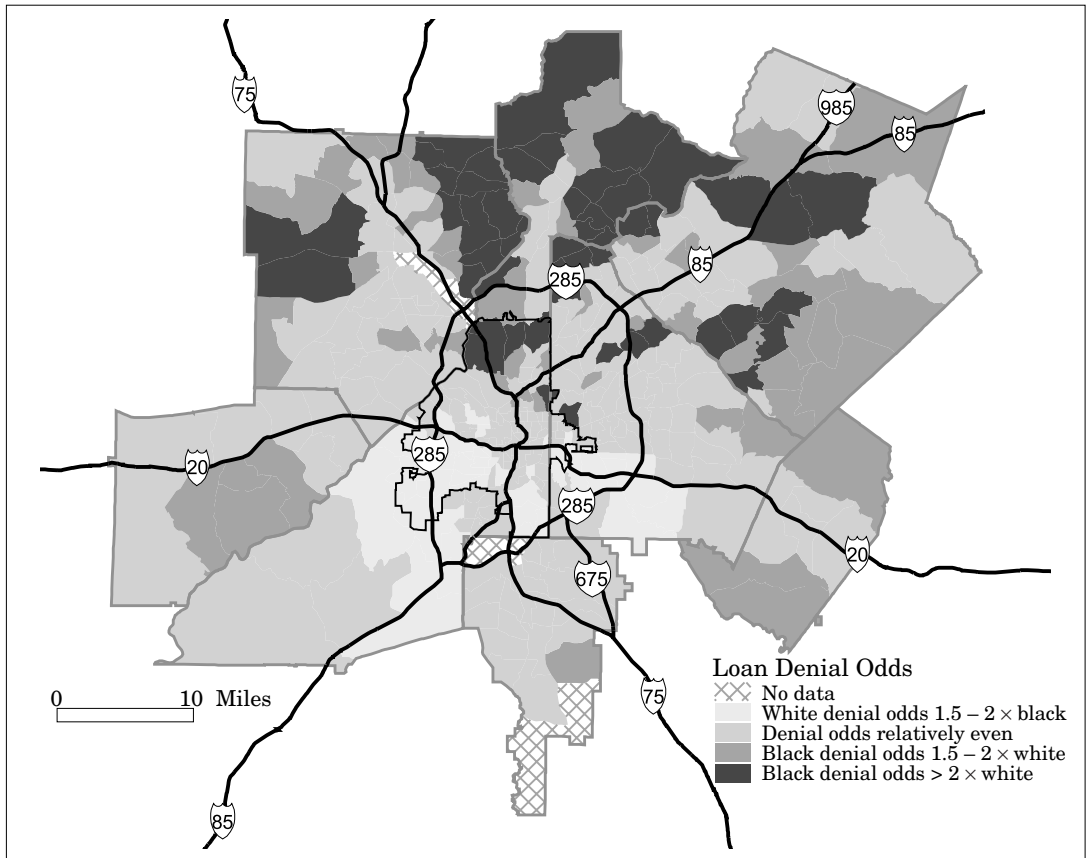 75
985
85
285
85
20
285
285
20
675
Loan Denial Odds
No data
White denial odds 1.5 – 2 × black
Denial odds relatively even
Black denial odds 1.5 – 2 × white
Black denial odds > 2 × white
0 10 Miles
75
85